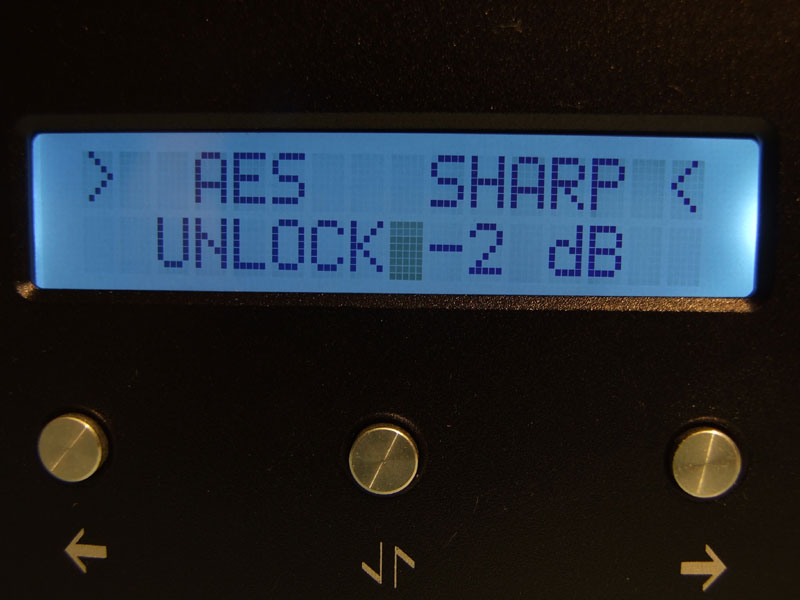 > AES SHARP <
UNLOCK -2 dB
← ↓↑ →